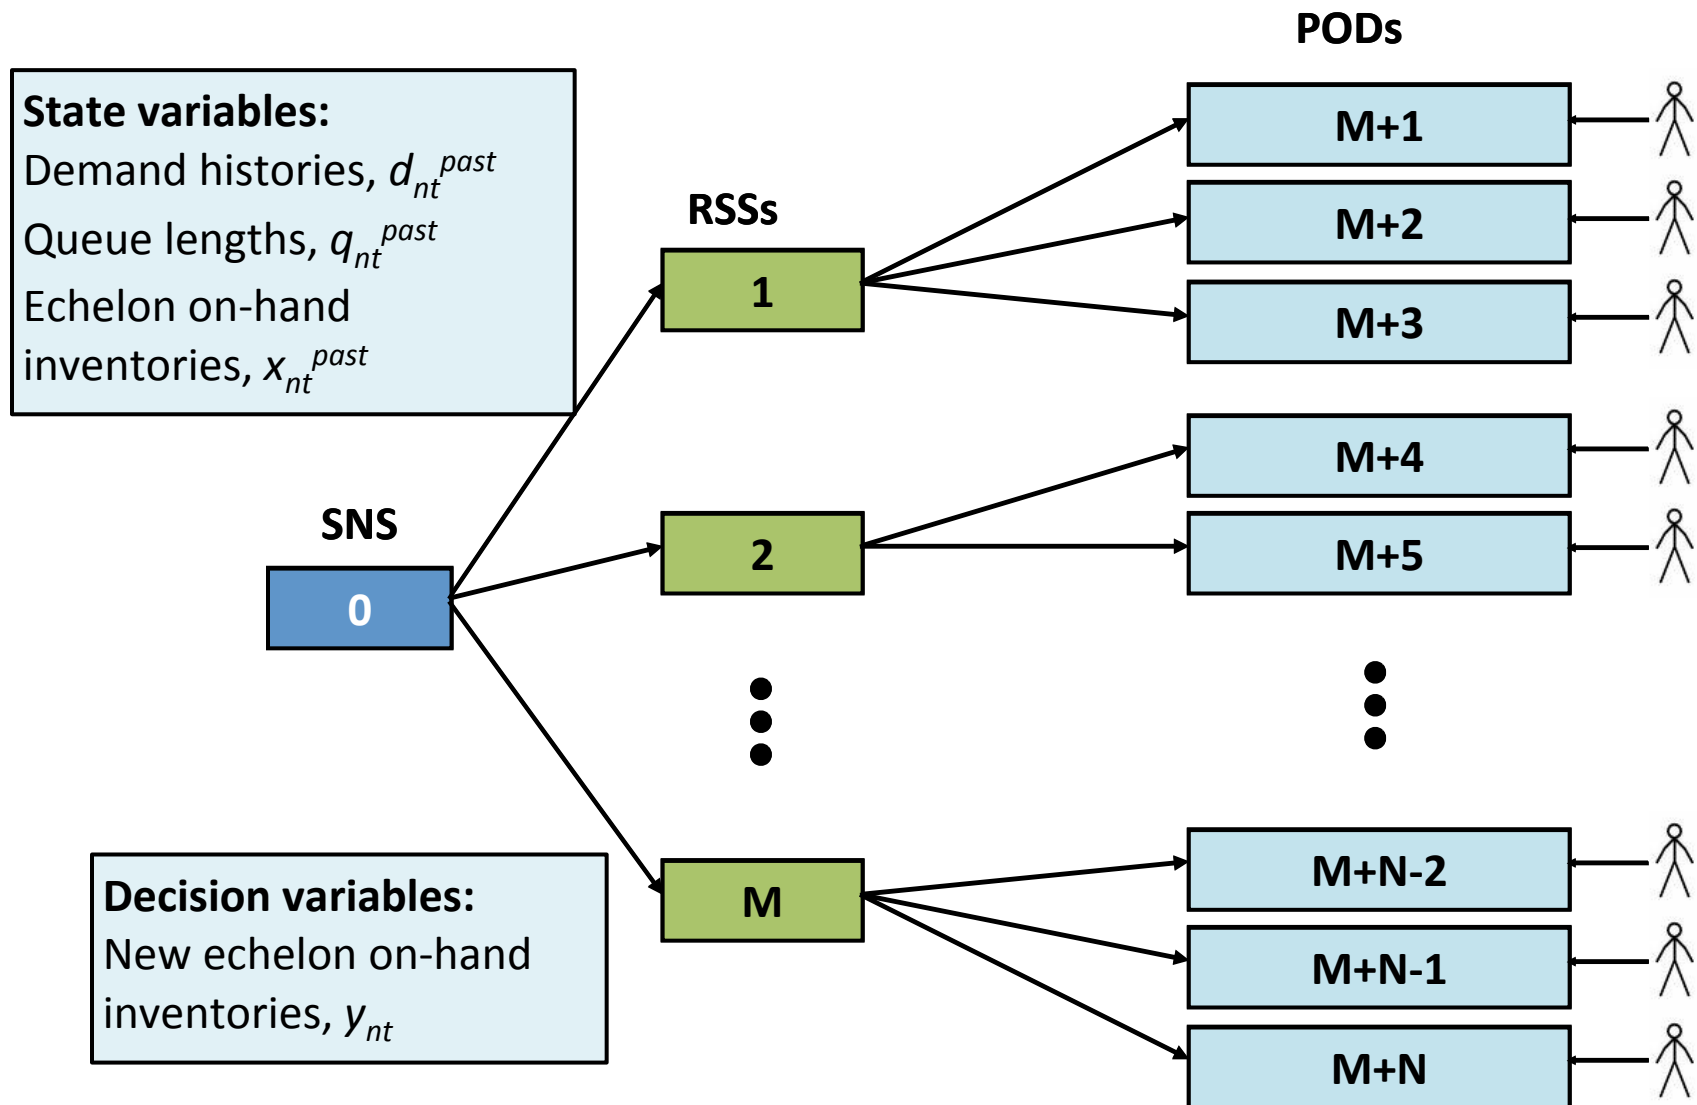 PODs
State variables:
Demand histories, d_nt^past
Queue lengths, q_nt^past
Echelon on-hand
inventories, x_nt^past
RSSs
SNS
0
1
2
M
M+1
M+2
M+3
M+4
M+5
M+N-2
M+N-1
M+N
Decision variables:
New echelon on-hand
inventories, y_nt